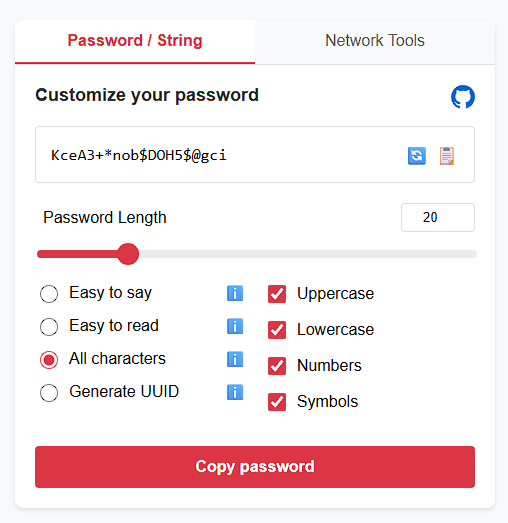 Password / String
Network Tools
Customize your password
KceA3+*nob$DOH5$@gci
Password Length
20
Easy to say
Uppercase
Easy to read
Lowercase
All characters
Numbers
Generate UUID
Symbols
Copy password